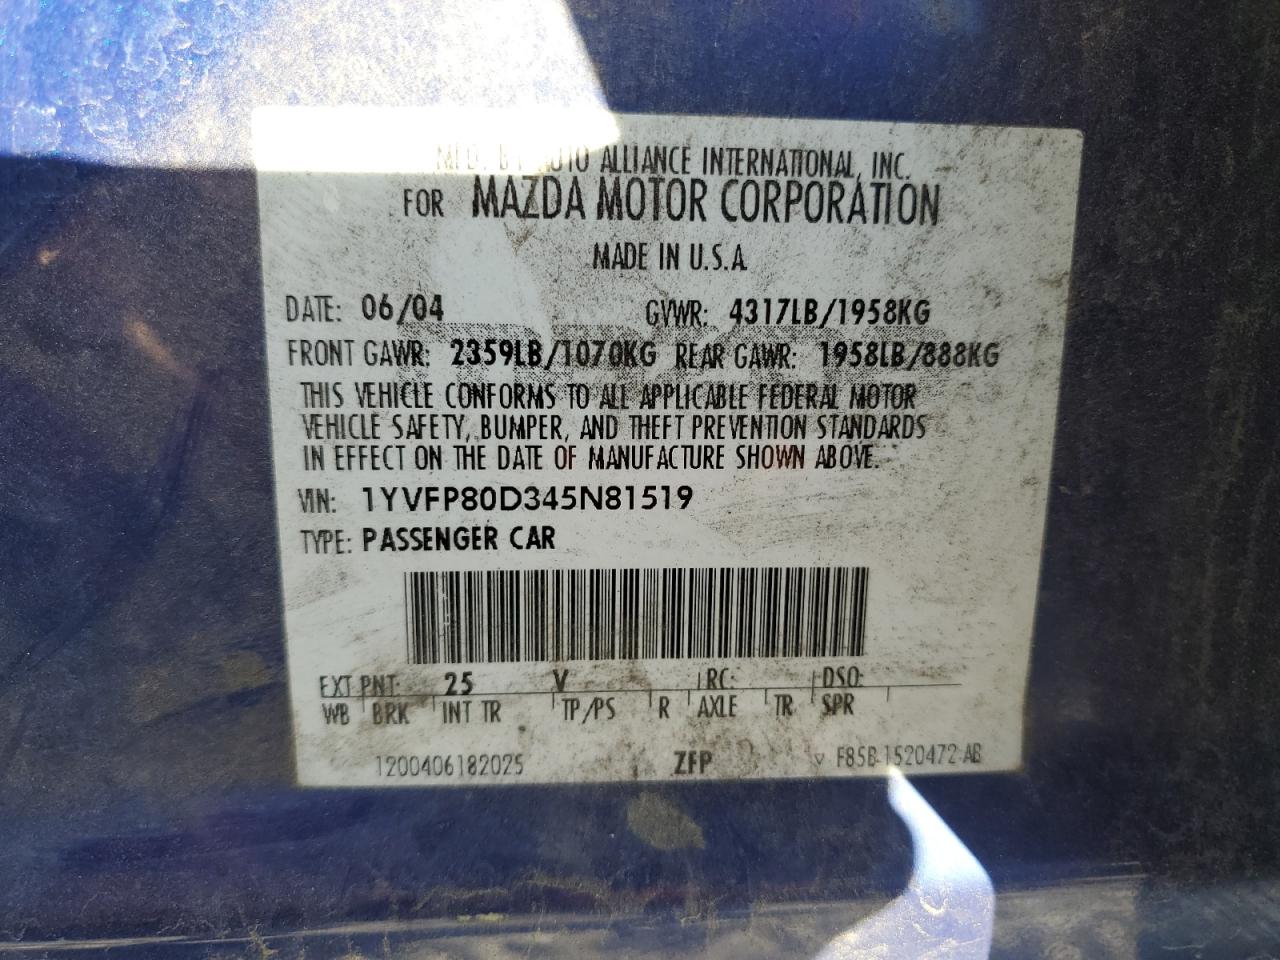 MFD. BY AUTO ALLIANCE INTERNATIONAL, INC.
FOR MAZDA MOTOR CORPORATION
MADE IN U.S.A
DATE: 06/04 GVWR: 4317LB/1958KG
FRONT GAWR: 2359LB/1070KG REAR GAWR: 1958LB/888KG
THIS VEHICLE CONFORMS TO ALL APPLICABLE FEDERAL MOTOR
VEHICLE SAFETY, BUMPER, AND THEFT PREVENTION STANDARDS
IN EFFECT ON THE DATE OF MANUFACTURE SHOWN ABOVE.
VIN: 1YVFP80D345N81519
TYPE: PASSENGER CAR
EXT PNT: 25 V RC: DSO:
WB BRK INT TR TP/PS R AXLE TR SPR
1200406182025 ZFP ▽ F85B-1520472-AB